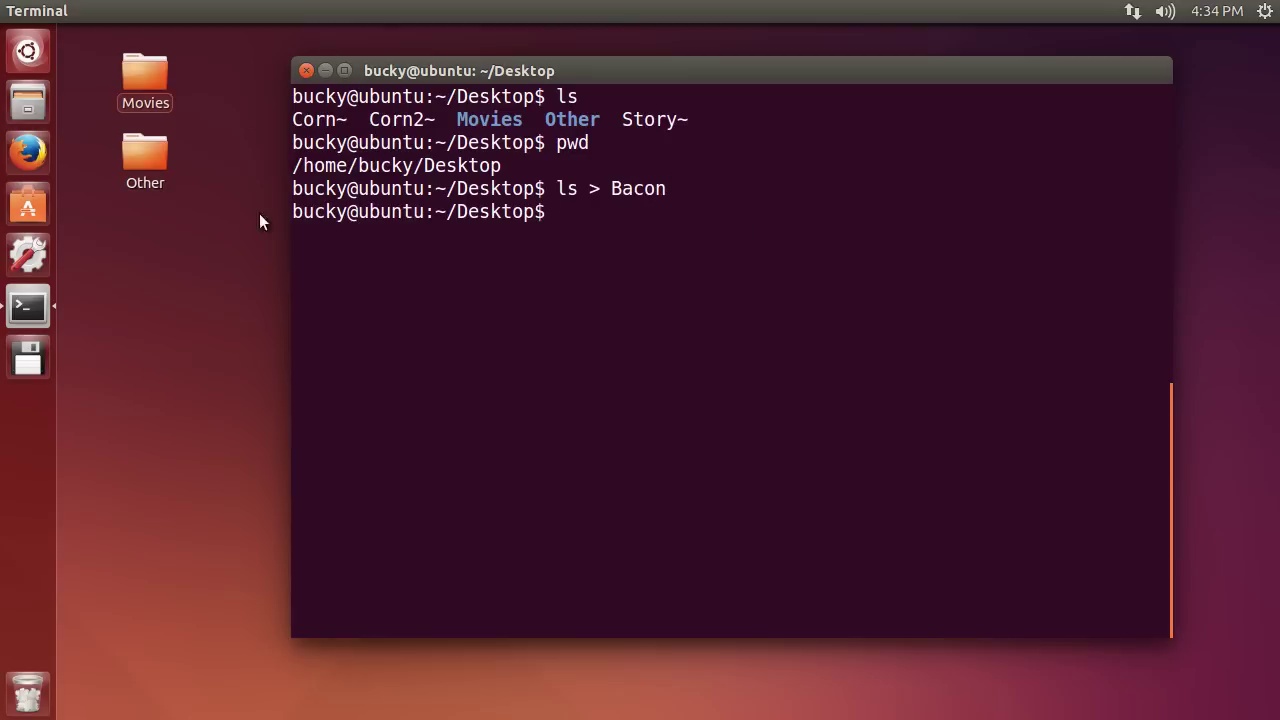 Terminal
4:34 PM
Movies
Other
bucky@ubuntu: ~/Desktop
bucky@ubuntu:~/Desktop$ ls
Corn~  Corn2~  Movies  Other  Story~
bucky@ubuntu:~/Desktop$ pwd
/home/bucky/Desktop
bucky@ubuntu:~/Desktop$ ls > Bacon
bucky@ubuntu:~/Desktop$